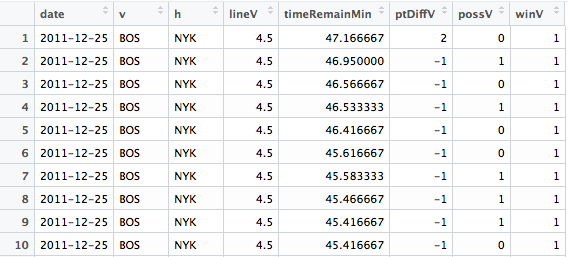 date v h lineV timeRemainMin ptDiffV possV winV
1 2011-12-25 BOS NYK 4.5 47.166667 2 0 1
2 2011-12-25 BOS NYK 4.5 46.950000 -1 1 1
3 2011-12-25 BOS NYK 4.5 46.566667 -1 0 1
4 2011-12-25 BOS NYK 4.5 46.533333 -1 1 1
5 2011-12-25 BOS NYK 4.5 46.416667 -1 0 1
6 2011-12-25 BOS NYK 4.5 45.616667 -1 0 1
7 2011-12-25 BOS NYK 4.5 45.583333 -1 1 1
8 2011-12-25 BOS NYK 4.5 45.466667 -1 1 1
9 2011-12-25 BOS NYK 4.5 45.416667 -1 1 1
10 2011-12-25 BOS NYK 4.5 45.416667 -1 0 1